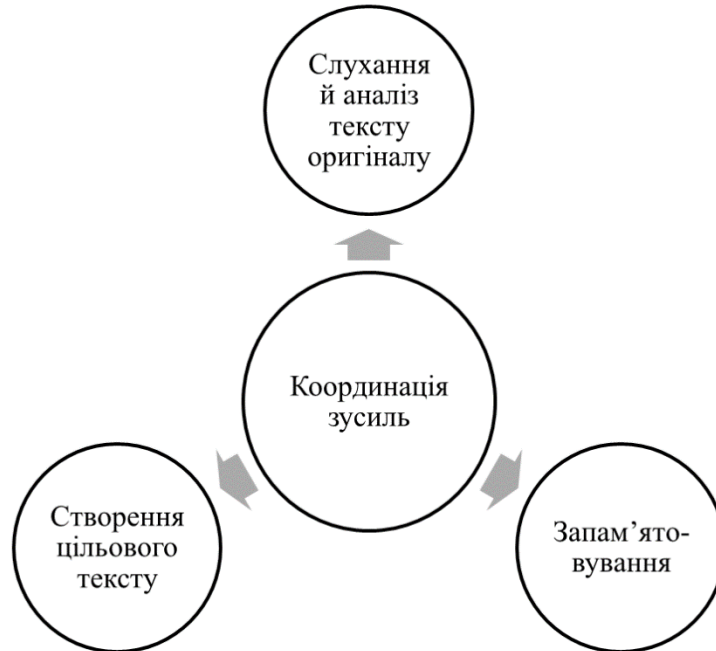 Слухання
й аналіз
тексту
оригіналу
Координація
зусиль
Створення
цільового
тексту
Запам’ято-
вування